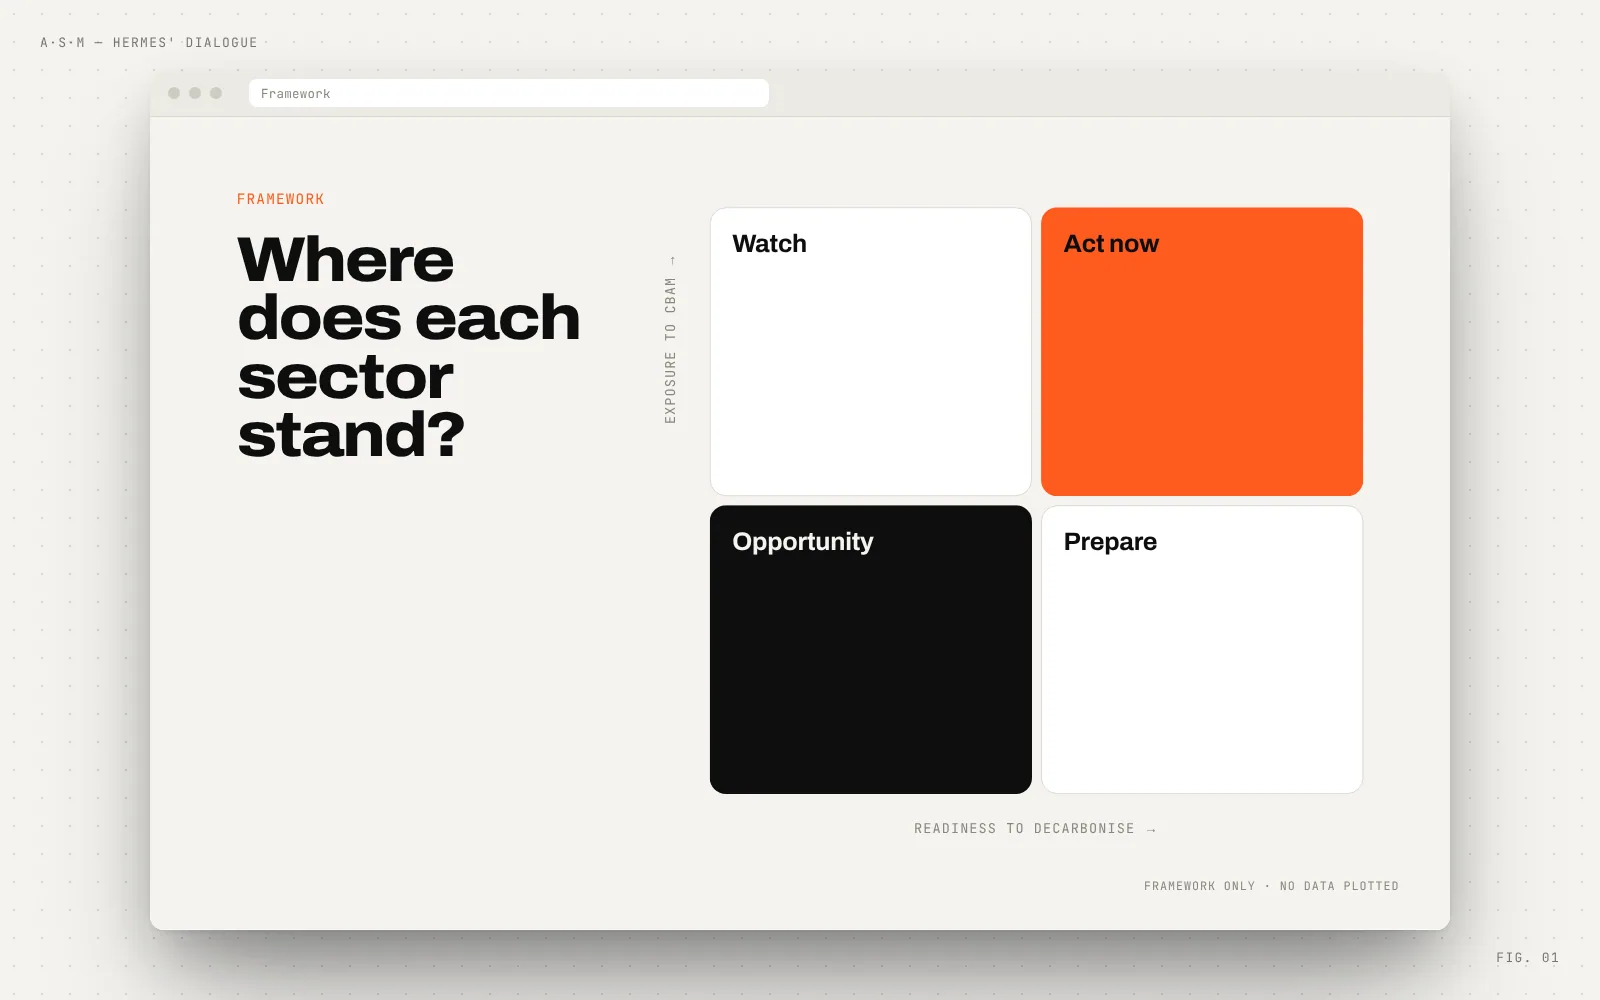 A·S·M — HERMES' DIALOGUE
Framework
FRAMEWORK
Where
does each
sector
stand?
EXPOSURE TO CBAM →
Watch
Act now
Opportunity
Prepare
READINESS TO DECARBONISE →
FRAMEWORK ONLY · NO DATA PLOTTED
FIG. 01